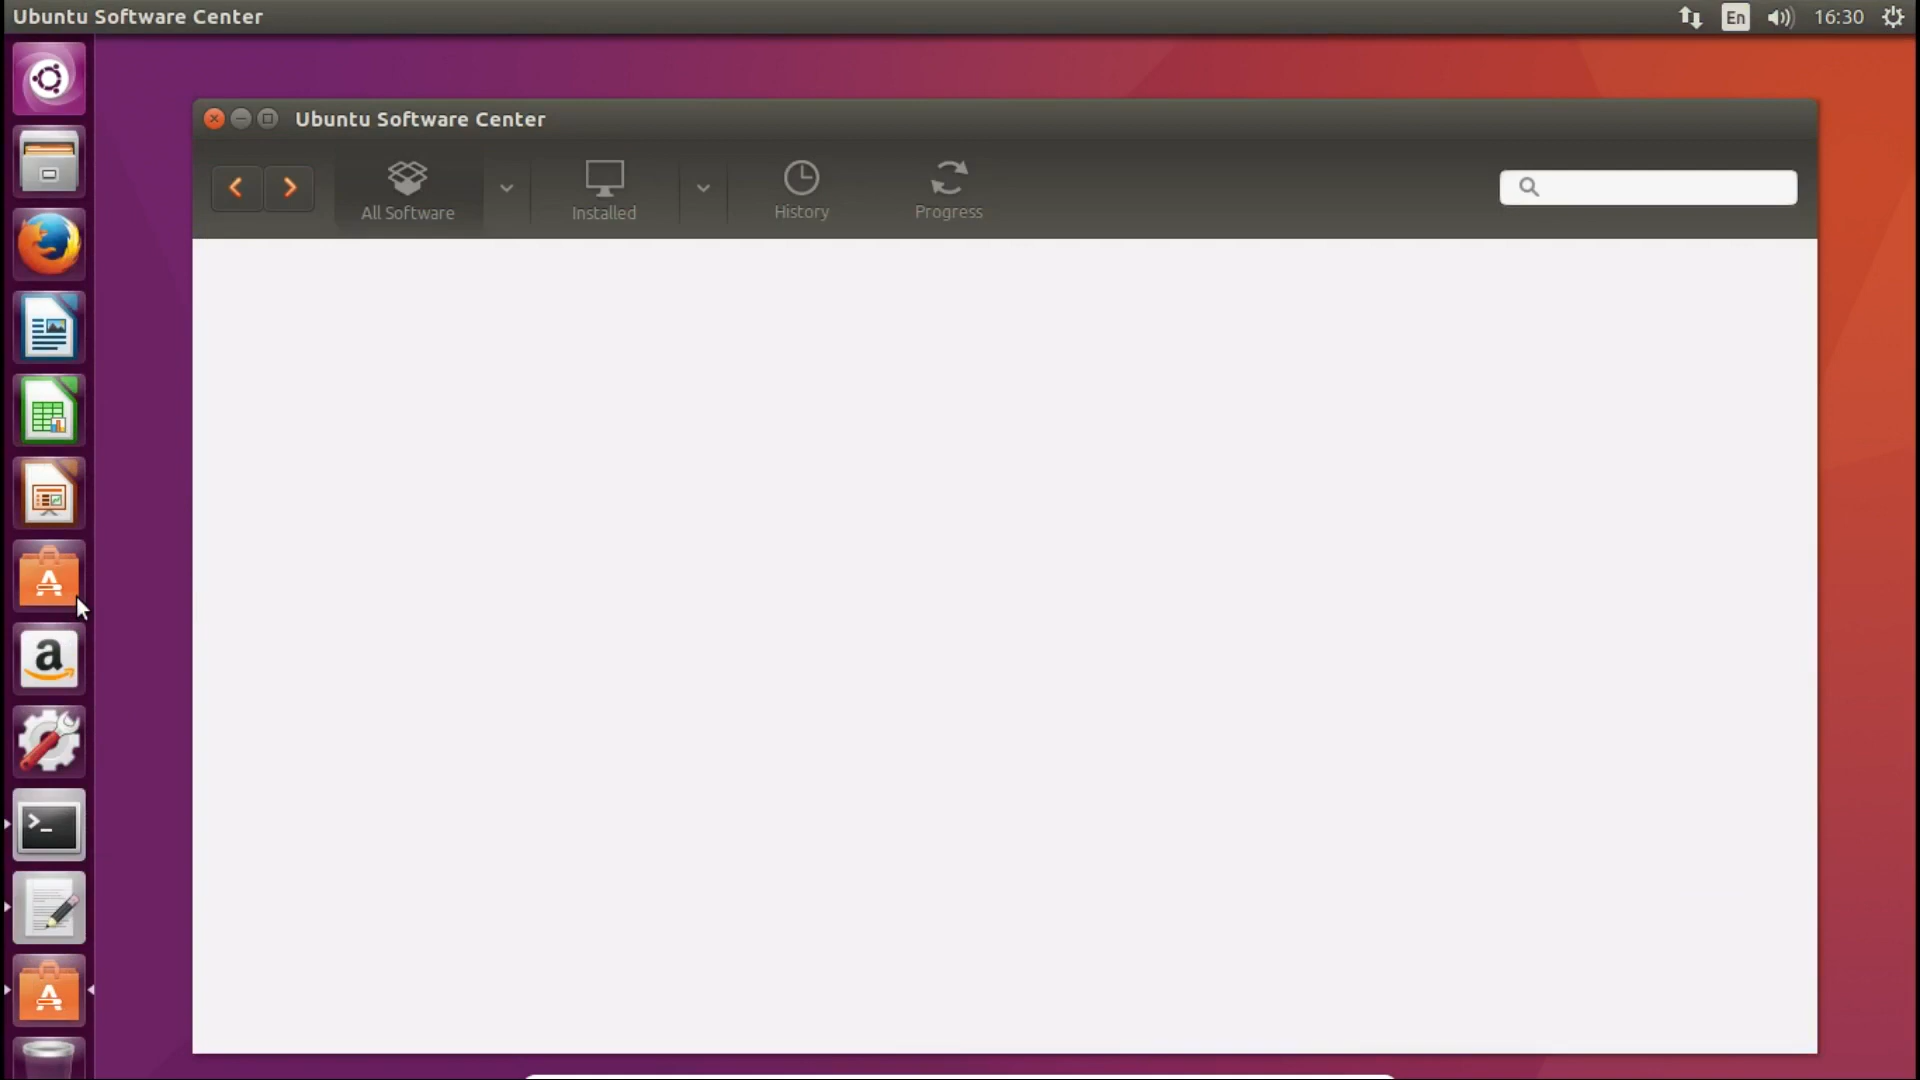 Ubuntu Software Center
En
16:30
Ubuntu Software Center
All Software
Installed
History
Progress